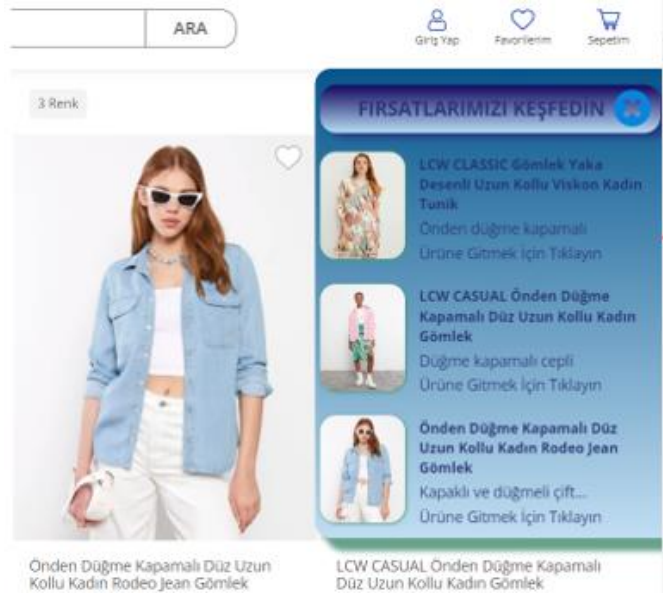 ARA
Giriş Yap
Favorilerim
Sepetim
3 Renk
FIRSATLARIMIZI KEŞFEDİN
LCW CLASSIC Gömlek Yaka
Desenli Uzun Kollu Viskon Kadın
Tunik
Önden düğme kapamalı
Ürüne Gitmek İçin Tıklayın
LCW CASUAL Önden Düğme
Kapamalı Düz Uzun Kollu Kadın
Gömlek
Düğme kapamalı cepli
Ürüne Gitmek İçin Tıklayın
Önden Düğme Kapamalı Düz
Uzun Kollu Kadın Rodeo Jean
Gömlek
Kapaklı ve düğmeli çift...
Ürüne Gitmek İçin Tıklayın
Önden Düğme Kapamalı Düz Uzun
Kollu Kadın Rodeo Jean Gömlek
LCW CASUAL Önden Düğme Kapamalı
Düz Uzun Kollu Kadın Gömlek